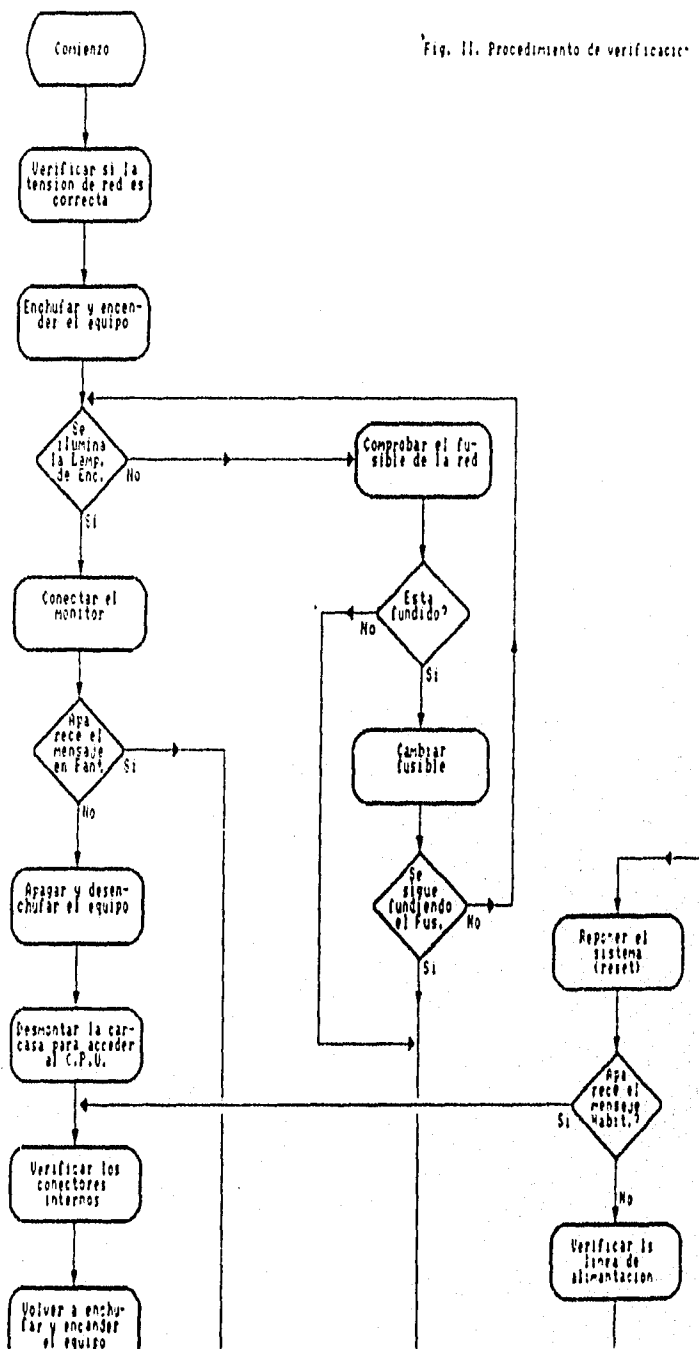 Comienzo
Fig. II. Procedimiento de verificacion
Verificar si la
tension de red es
correcta
Enchufar y encen-
der el equipo
Se
ilumina
la Lamp.
de Enc.
No
Si
Comprobar el fu-
sible de la red
Conectar el
monitor
Esta
fundido?
No
Si
Apa
rece el
mensaje
en Pant.
Si
No
Cambiar
fusible
Apagar y desen-
chufar el equipo
Se
sigue
fundiendo
el Fus.
No
Si
Reponer el
sistema
(reset)
Desmontar la car-
casa para acceder
al C.P.U.
Apa
rece el
mensaje
Habit.?
Si
No
Verificar los
conectores
internos
Verificar la
linea de
alimentacion
Volver a enchu-
far y encander
el equipo